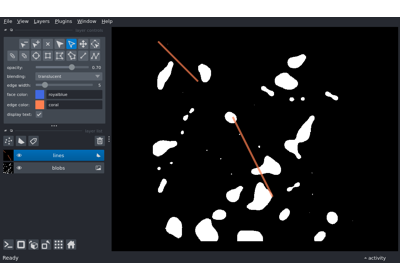 File View Layers Plugins Window Help
opacity: 0.70
blending: translucent
edge width: 5
face color: royalblue
edge color: coral
display text: ✓
lines
blobs
Ready
activity